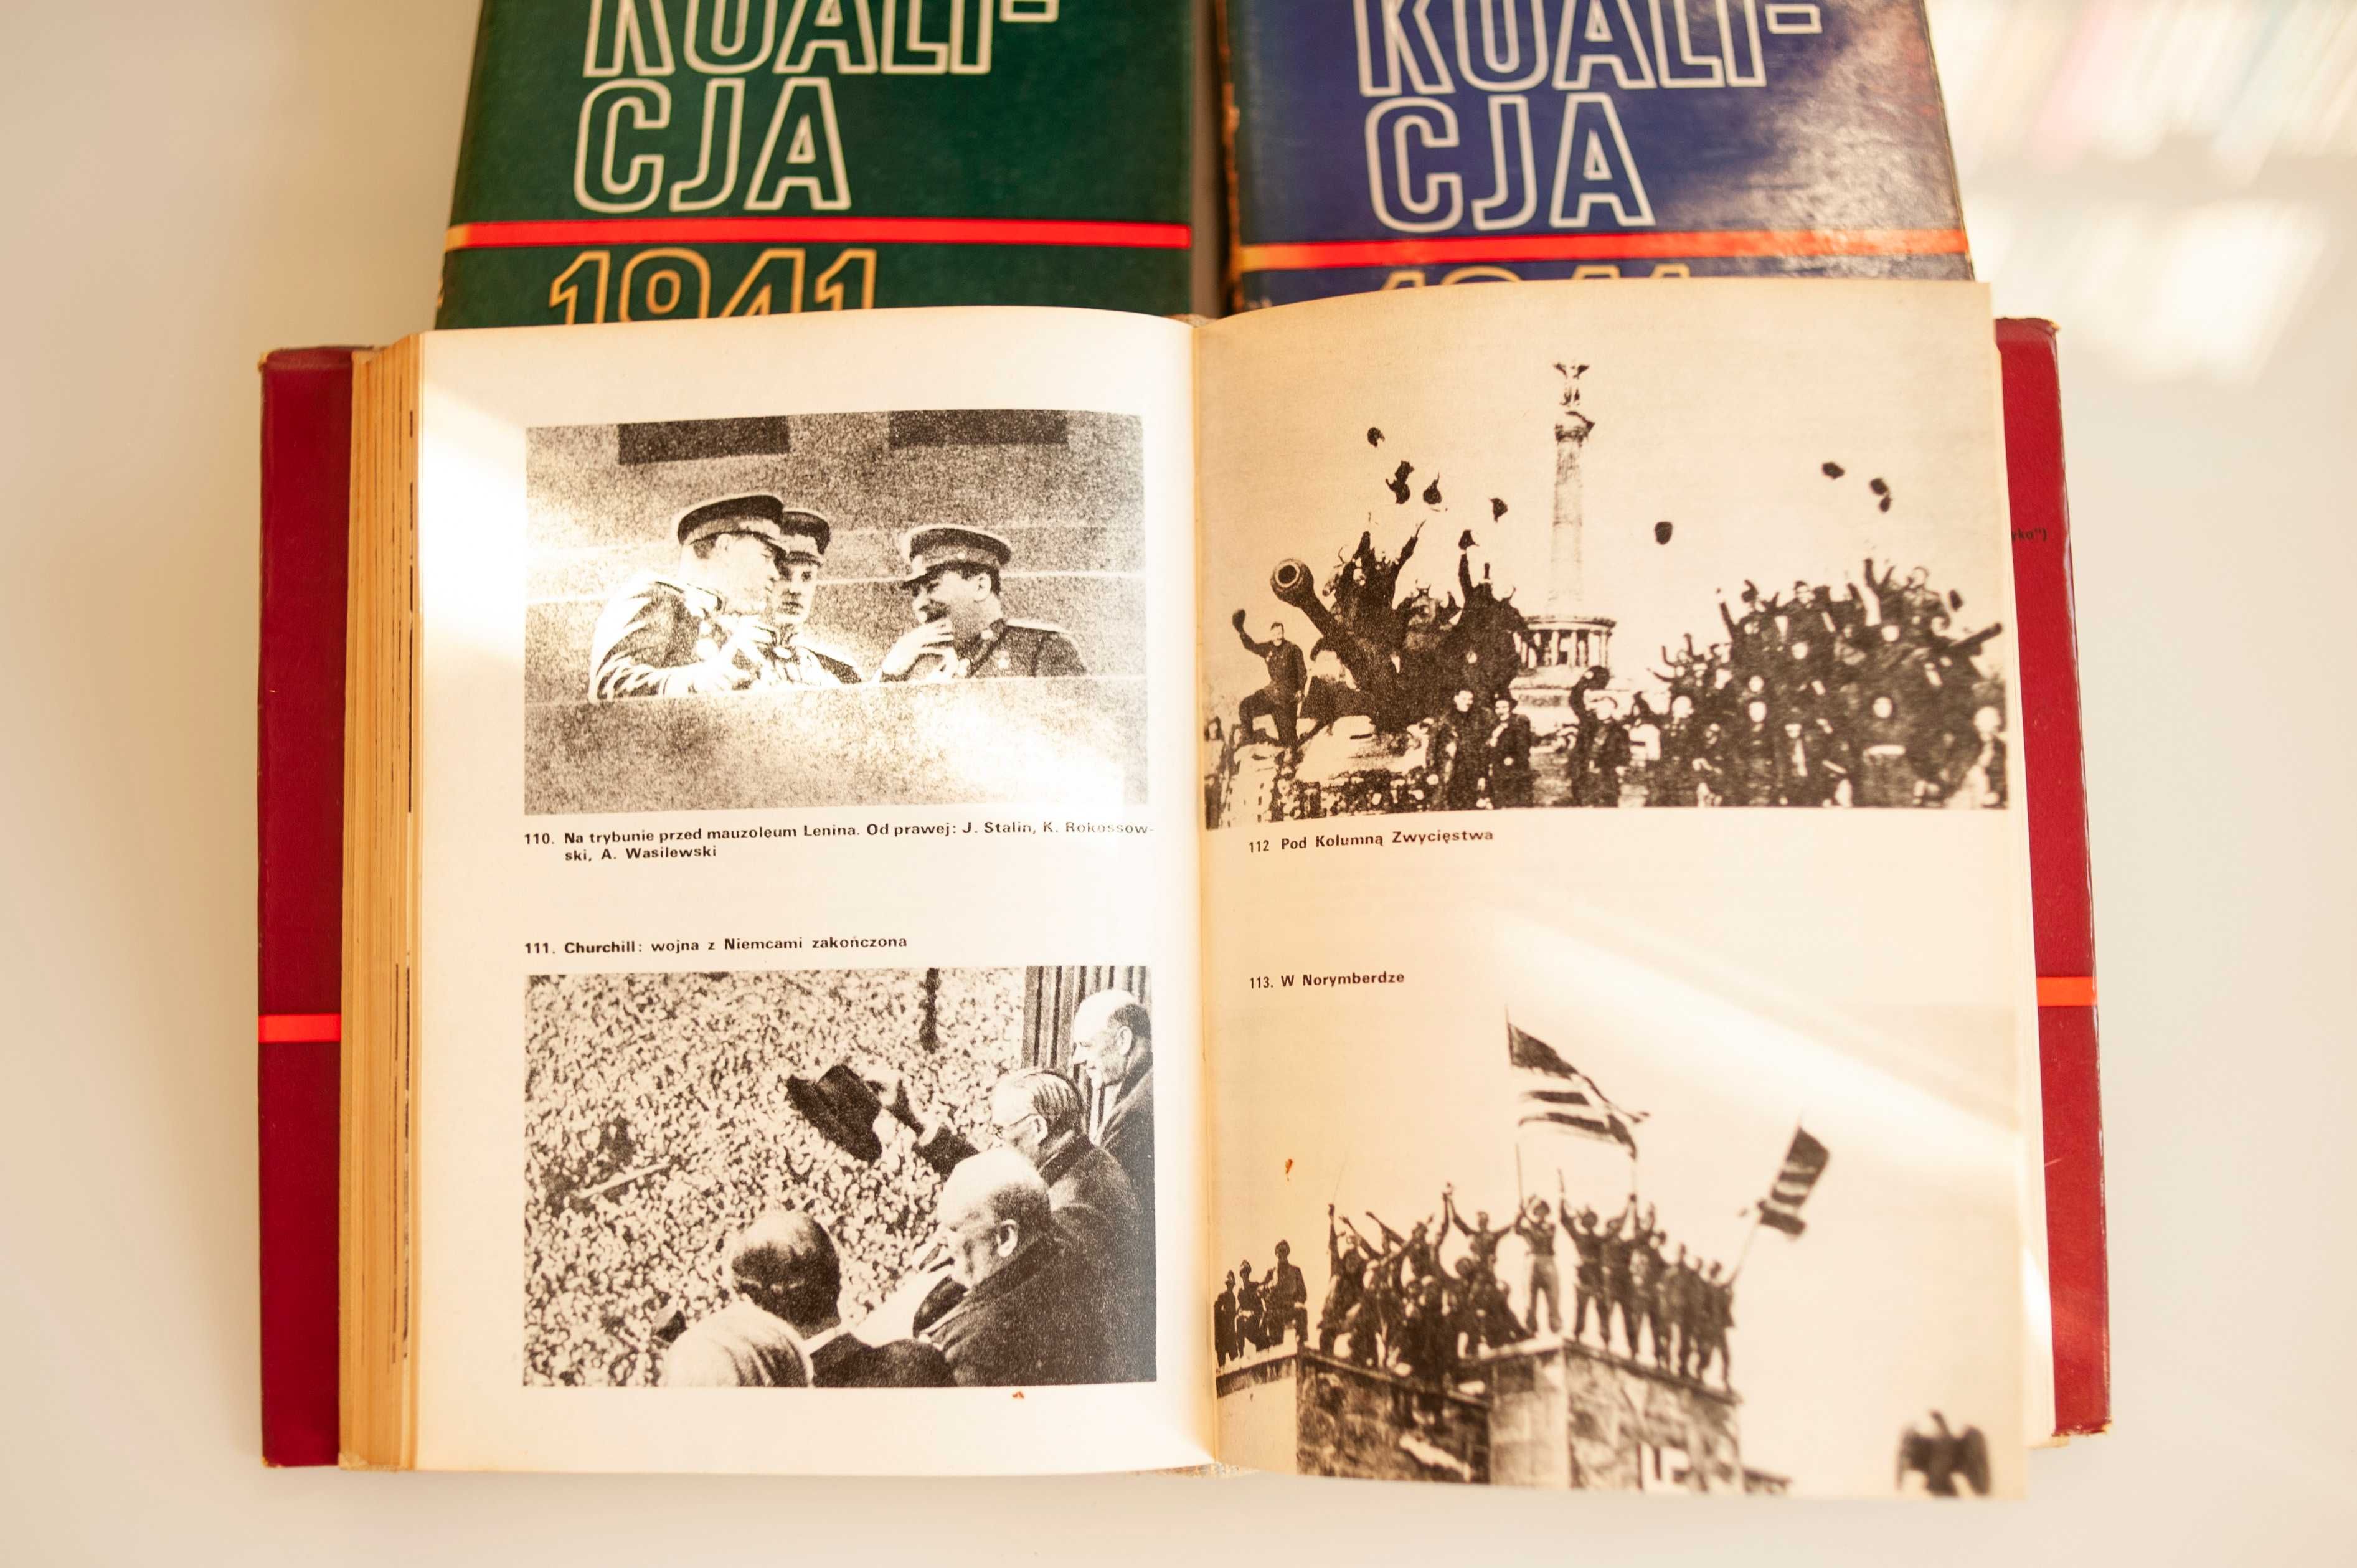 KOALI-
CJA
1941
KOALI-
CJA
110. Na trybunie przed mauzoleum Lenina. Od prawej: J. Stalin, K. Rokossow-
ski, A. Wasilewski
111. Churchill: wojna z Niemcami zakończona
112 Pod Kolumną Zwycięstwa
113. W Norymberdze